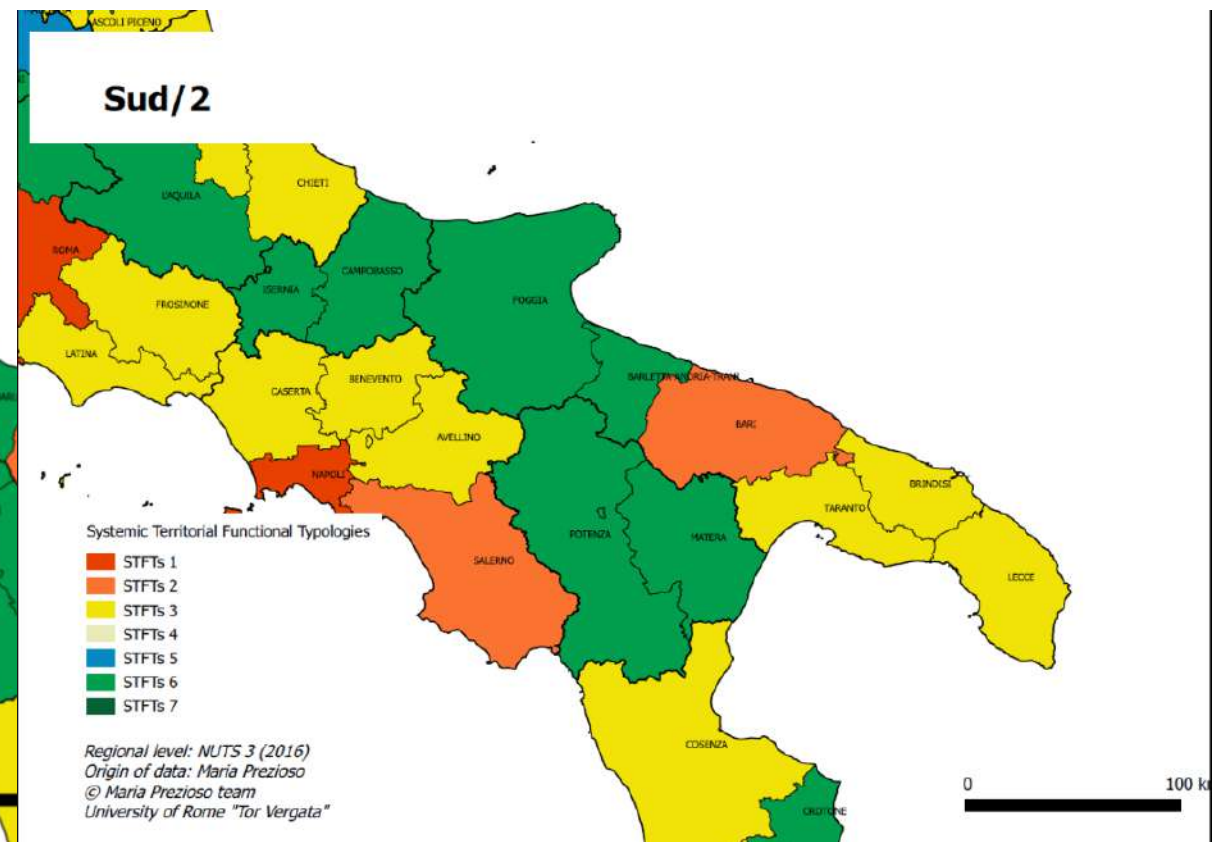 ASCOLI PICENO
Sud/2
CHIETI
L'AQUILA
ROMA
CAMPOBASSO
ISERNIA
FOGGIA
FROSINONE
LATINA
BARLETTA-ANDRIA-TRANI
BENEVENTO
CASERTA
BARI
AVELLINO
NAPOLI
BRINDISI
TARANTO
POTENZA
MATERA
SALERNO
LECCE
Systemic Territorial Functional Typologies
STFTs 1
STFTs 2
STFTs 3
STFTs 4
STFTs 5
STFTs 6
STFTs 7
COSENZA
Regional level: NUTS 3 (2016)
Origin of data: Maria Prezioso
© Maria Prezioso team
University of Rome "Tor Vergata"
0 100 k
CROTONE